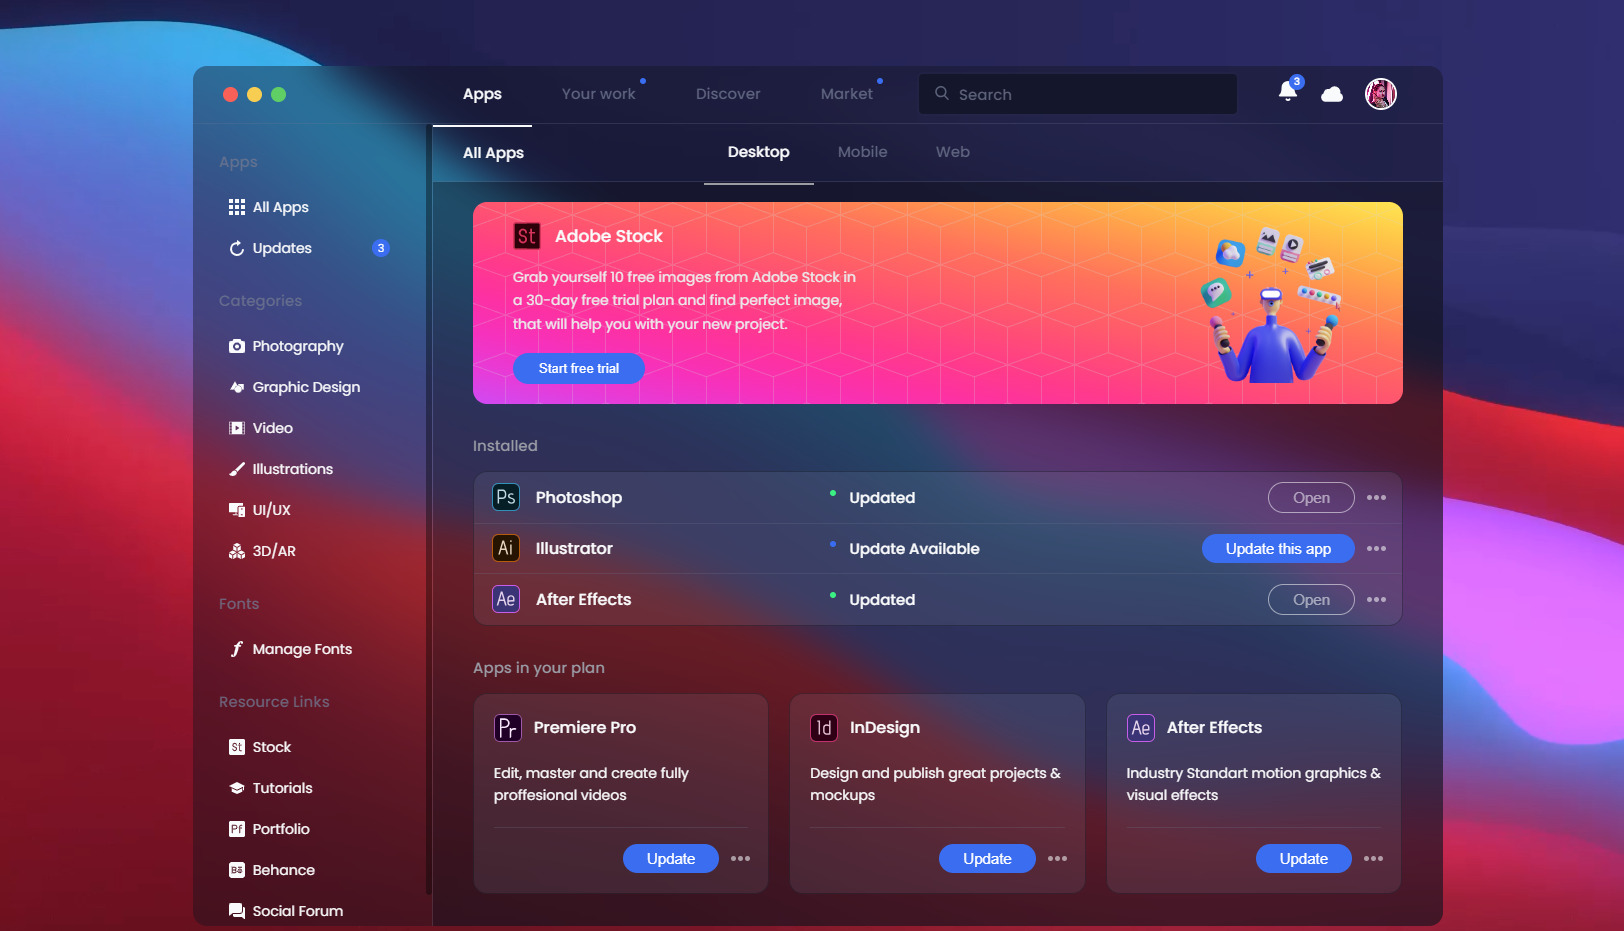 Apps
Your work
Discover
Market
Search
3
Apps
All Apps
Updates
3
Categories
Photography
Graphic Design
Video
Illustrations
UI/UX
3D/AR
Fonts
Manage Fonts
Resource Links
St Stock
Tutorials
Pf Portfolio
Bē Behance
Social Forum
All Apps
Desktop
Mobile
Web
St Adobe Stock
Grab yourself 10 free images from Adobe Stock in
a 30-day free trial plan and find perfect image,
that will help you with your new project.
Start free trial
Installed
Ps Photoshop
Updated
Open
Ai Illustrator
Update Available
Update this app
Ae After Effects
Updated
Open
Apps in your plan
Pr Premiere Pro
Edit, master and create fully
proffesional videos
Update
Id InDesign
Design and publish great projects &
mockups
Update
Ae After Effects
Industry Standart motion graphics &
visual effects
Update